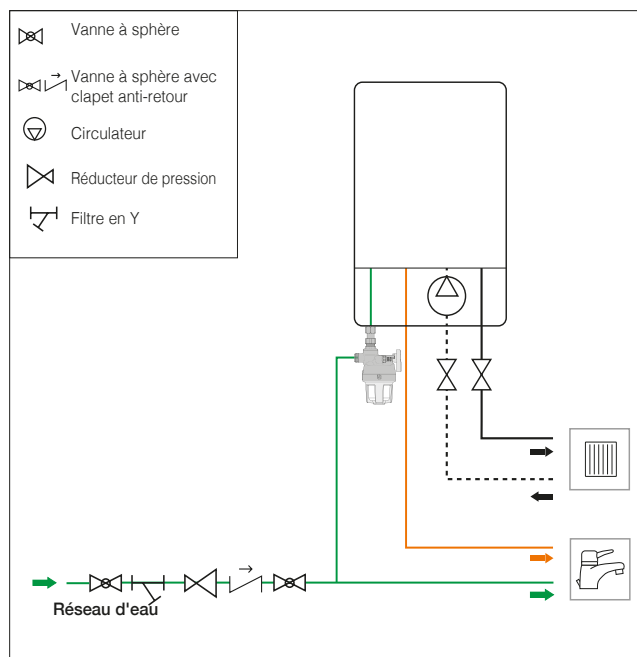 Vanne à sphère
Vanne à sphère avec
clapet anti-retour
Circulateur
Réducteur de pression
Filtre en Y
Réseau d'eau